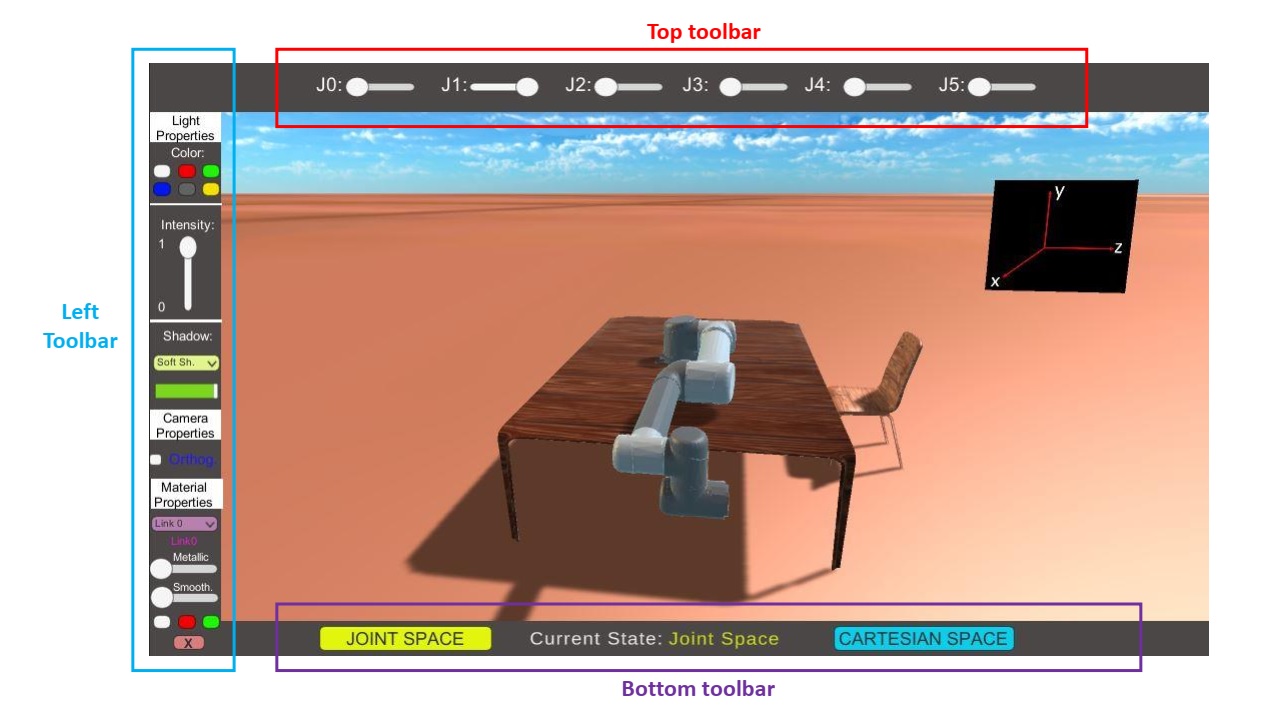 Top toolbar
J0:
J1:
J2:
J3:
J4:
J5:
Light
Properties
Color:
Intensity:
1
0
Shadow:
Soft Sh.
Camera
Properties
Orthog.
Material
Properties
Link 0
Link0
Metallic
Smooth.
X
Left
Toolbar
y
z
x
JOINT SPACE
Current State: Joint Space
CARTESIAN SPACE
Bottom toolbar